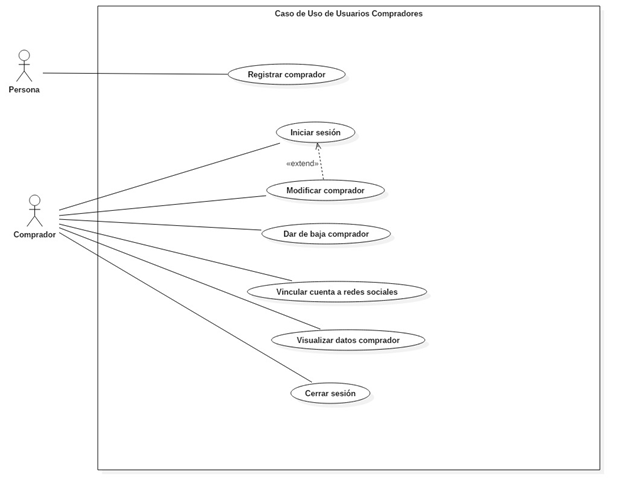 Caso de Uso de Usuarios Compradores
Persona
Registrar comprador
Iniciar sesión
«extend»
Modificar comprador
Comprador
Dar de baja comprador
Vincular cuenta a redes sociales
Visualizar datos comprador
Cerrar sesión